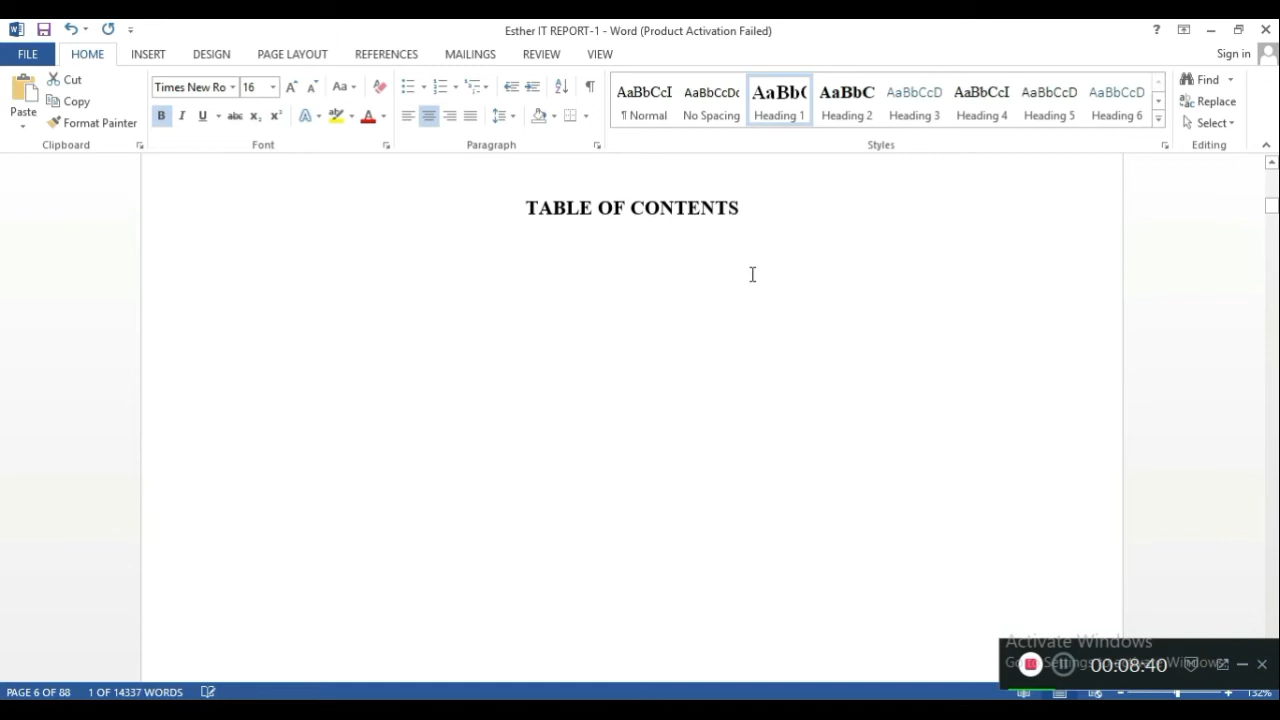 Esther IT REPORT-1 - Word (Product Activation Failed)
FILE HOME INSERT DESIGN PAGE LAYOUT REFERENCES MAILINGS REVIEW VIEW Sign in
Paste
Cut
Copy
Format Painter
Clipboard
Times New Ro 16
Font
Paragraph
AaBbCcI AaBbCcDc AaBb( AaBbC AaBbCcD AaBbCcI AaBbCcD AaBbCcD
¶ Normal No Spacing Heading 1 Heading 2 Heading 3 Heading 4 Heading 5 Heading 6
Styles
Find
Replace
Select
Editing
TABLE OF CONTENTS
Activate Windows
00:08:40
PAGE 6 OF 88 1 OF 14337 WORDS 132%